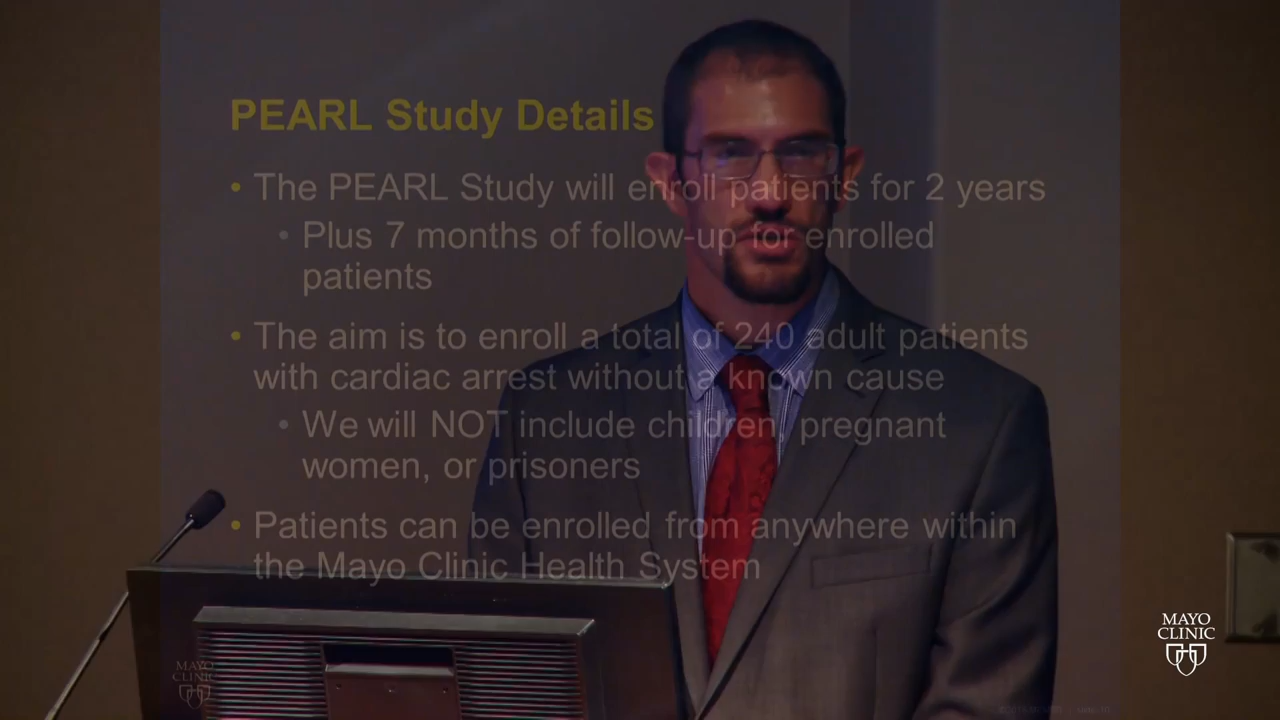 PEARL Study Details
• The PEARL Study will enroll patients for 2 years
• Plus 7 months of follow-up for enrolled
patients
• The aim is to enroll a total of 240 adult patients
with cardiac arrest without a known cause
• We will NOT include children, pregnant
women, or prisoners
• Patients can be enrolled from anywhere within
the Mayo Clinic Health System
MAYO
CLINIC
MAYO
CLINIC